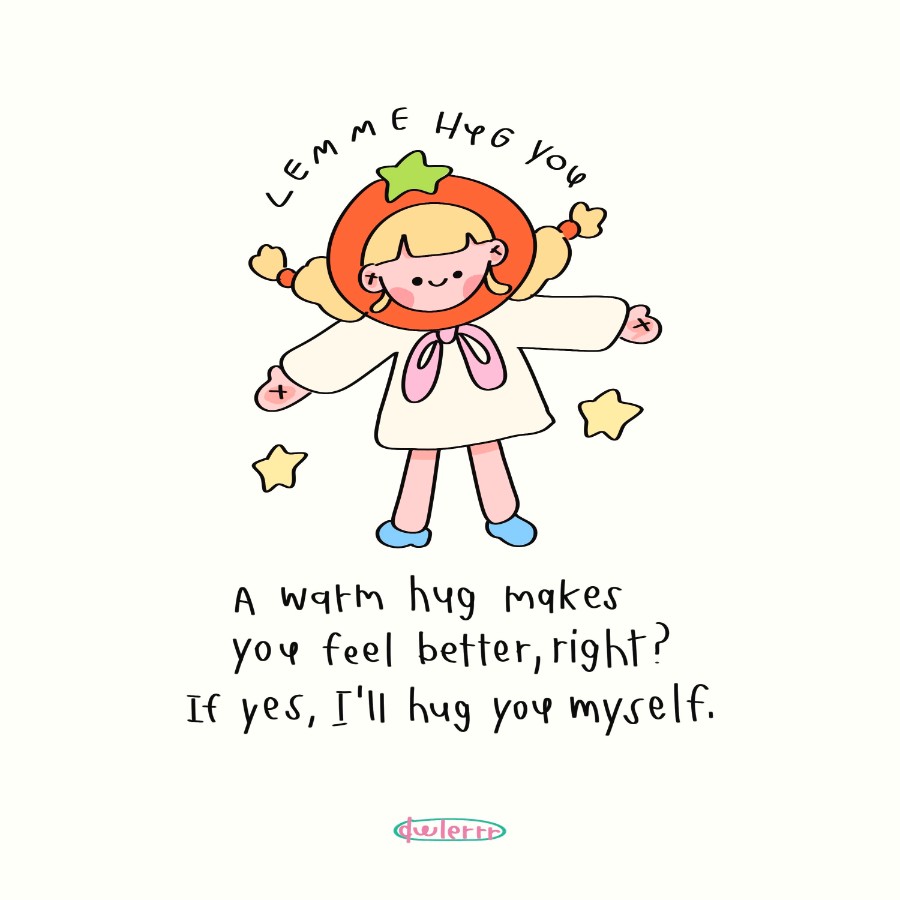 LEMME HUG YOU
A warm hug makes
you feel better, right?
If yes, I'll hug you myself.
dwlerrr